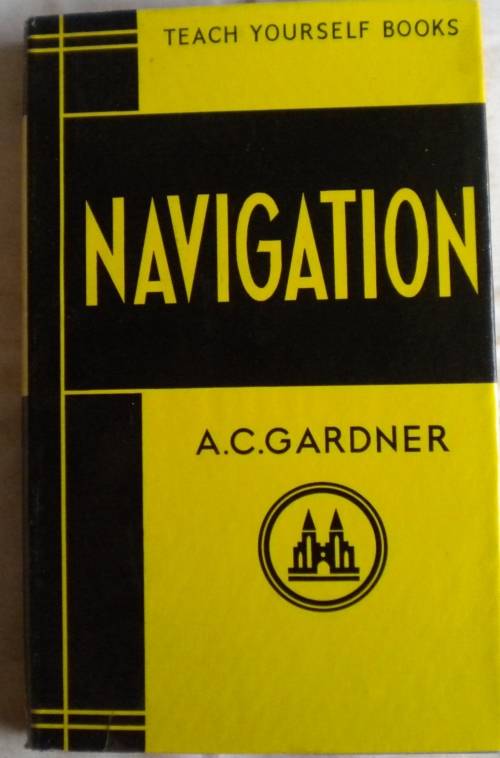 TEACH YOURSELF BOOKS
NAVIGATION
A.C.GARDNER